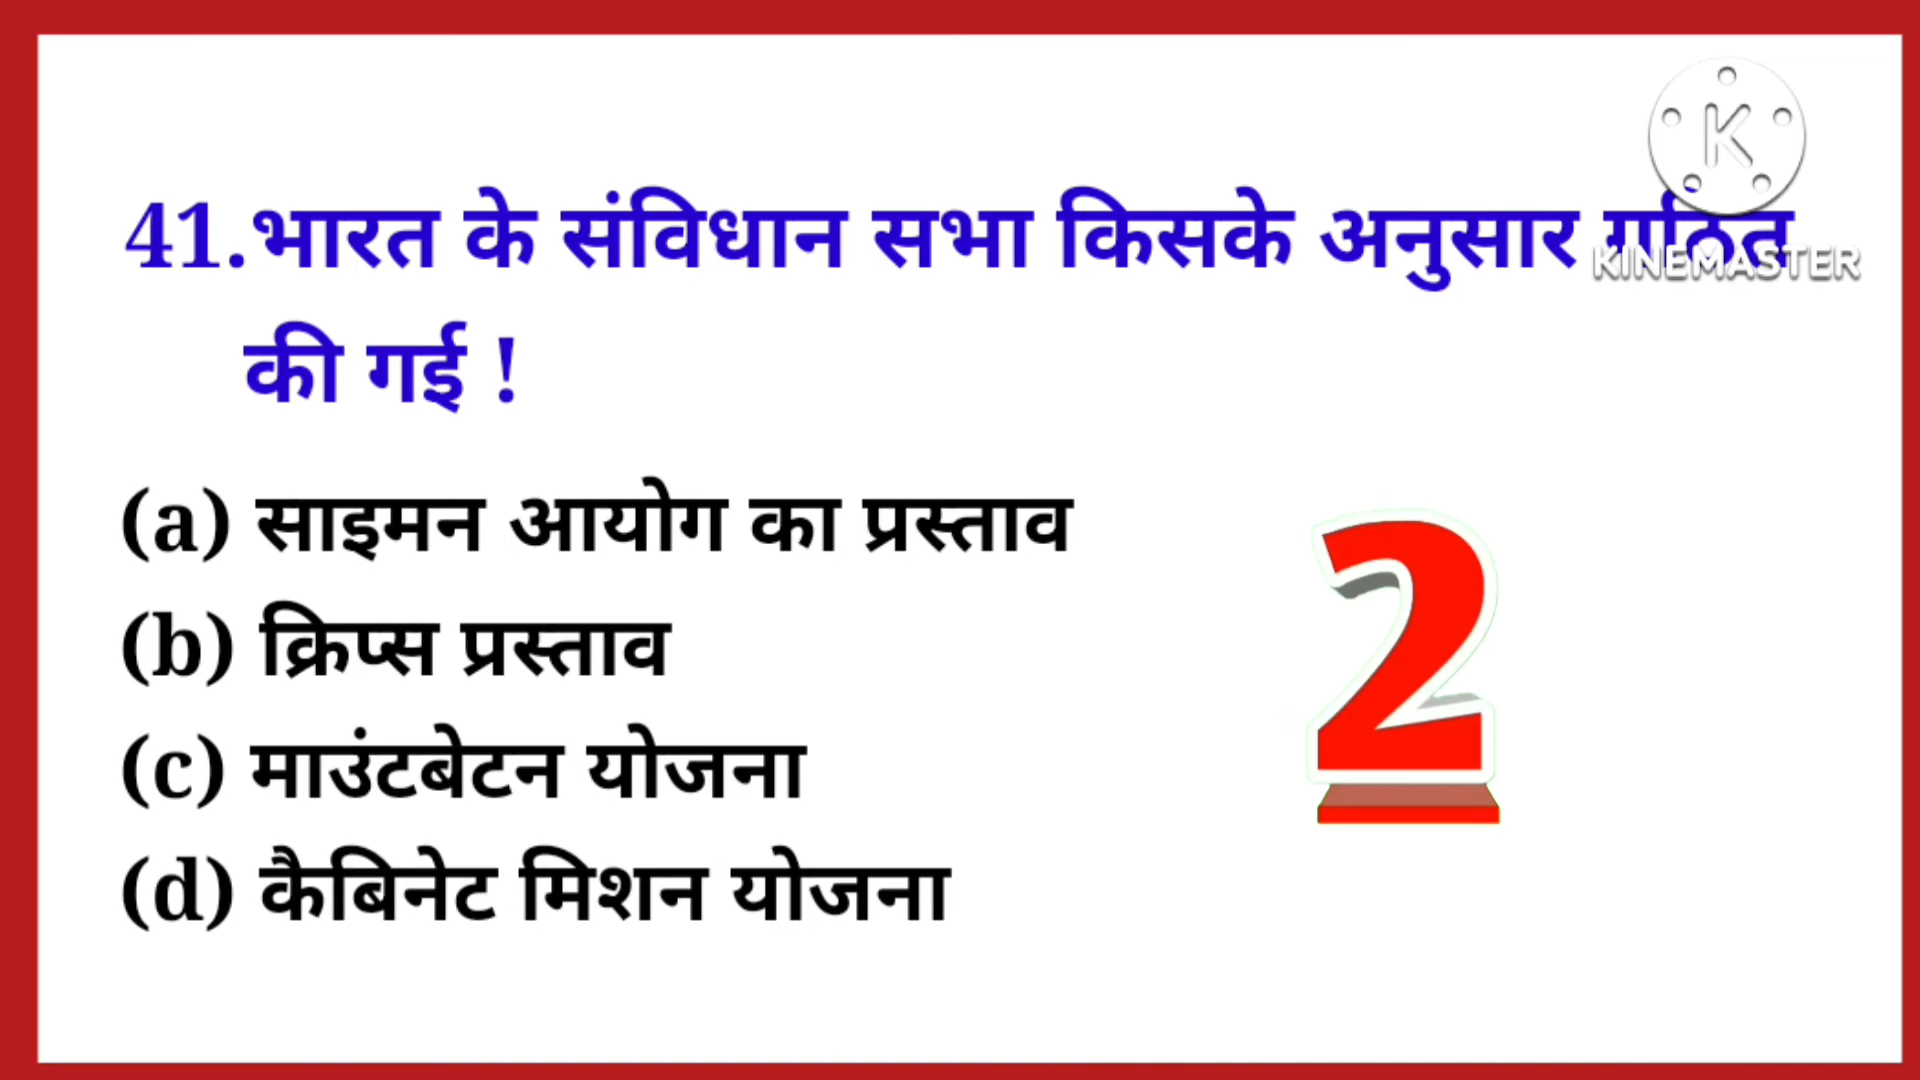 K
KINEMASTER
41.भारत के संविधान सभा किसके अनुसार गठित
की गई !
(a) साइमन आयोग का प्रस्ताव
(b) क्रिप्स प्रस्ताव
(c) माउंटबेटन योजना
(d) कैबिनेट मिशन योजना
2